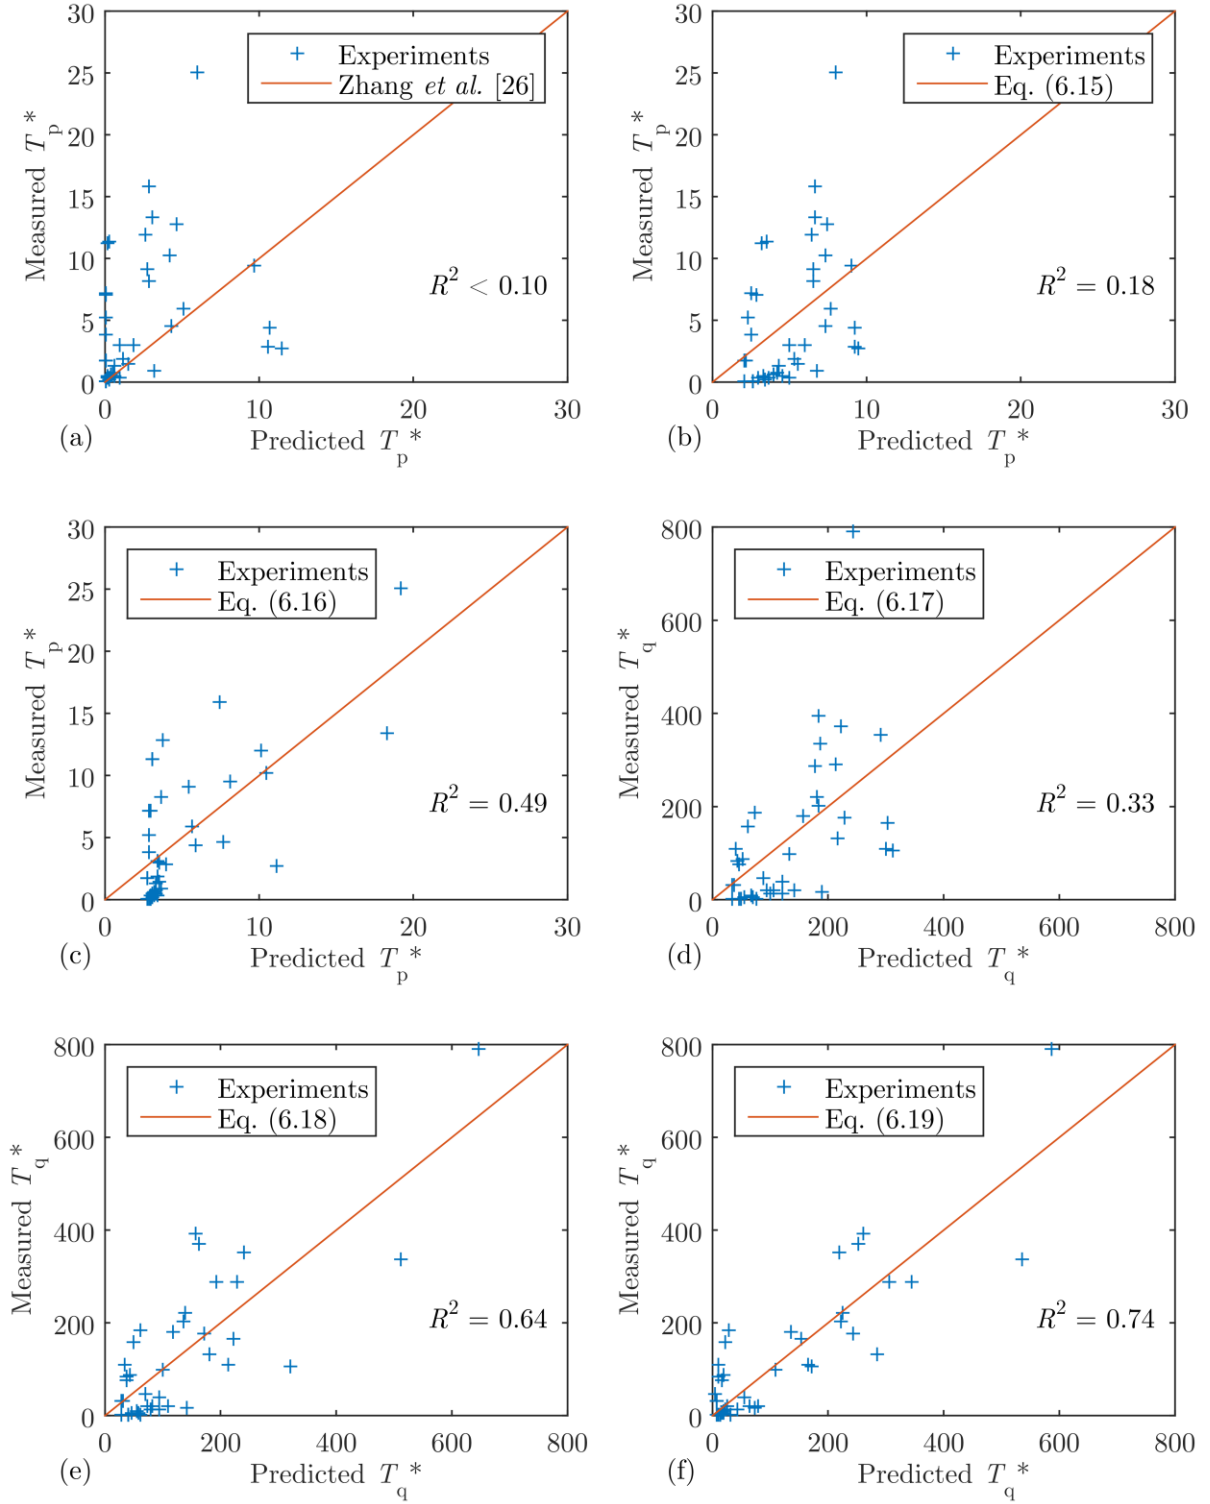 30
25
20
15
10
5
0
0 10 20 30
Measured T_p*
Predicted T_p*
Experiments
Zhang et al. [26]
R² < 0.10
(a)
30
25
20
15
10
5
0
0 10 20 30
Measured T_p*
Predicted T_p*
Experiments
Eq. (6.15)
R² = 0.18
(b)
30
25
20
15
10
5
0
0 10 20 30
Measured T_p*
Predicted T_p*
Experiments
Eq. (6.16)
R² = 0.49
(c)
800
600
400
200
0
0 200 400 600 800
Measured T_q*
Predicted T_q*
Experiments
Eq. (6.17)
R² = 0.33
(d)
800
600
400
200
0
0 200 400 600 800
Measured T_q*
Predicted T_q*
Experiments
Eq. (6.18)
R² = 0.64
(e)
800
600
400
200
0
0 200 400 600 800
Measured T_q*
Predicted T_q*
Experiments
Eq. (6.19)
R² = 0.74
(f)